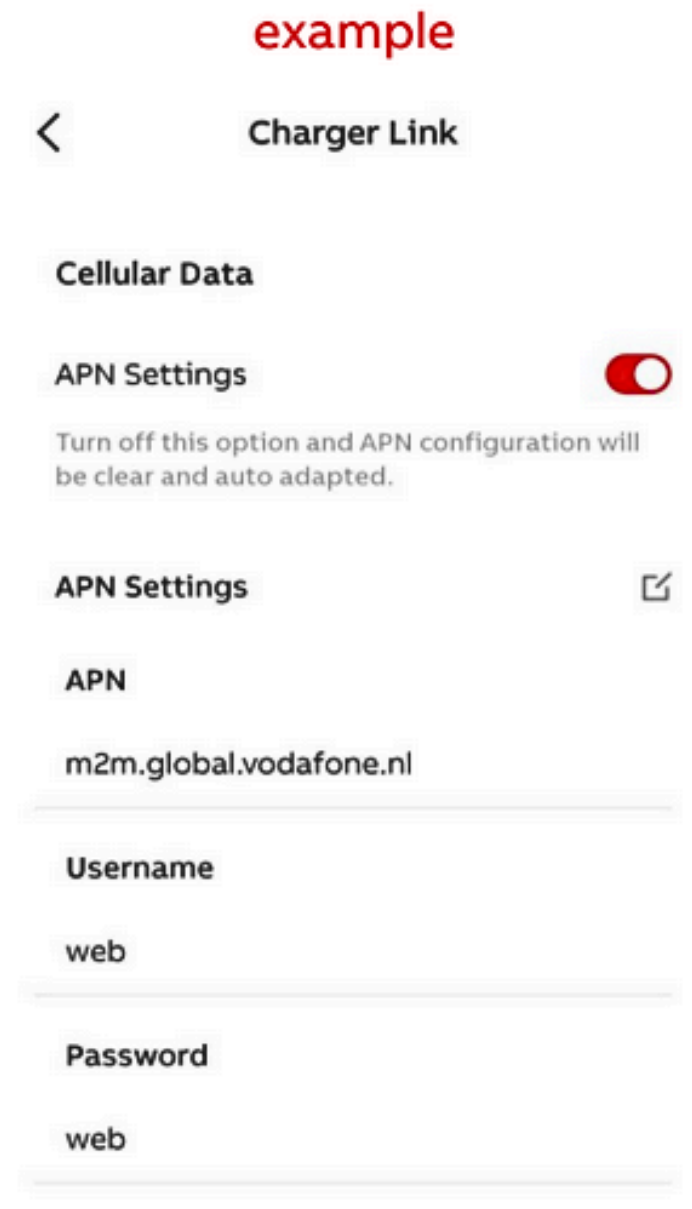 example
Charger Link
Cellular Data
APN Settings
Turn off this option and APN configuration will
be clear and auto adapted.
APN Settings
APN
m2m.global.vodafone.nl
Username
web
Password
web